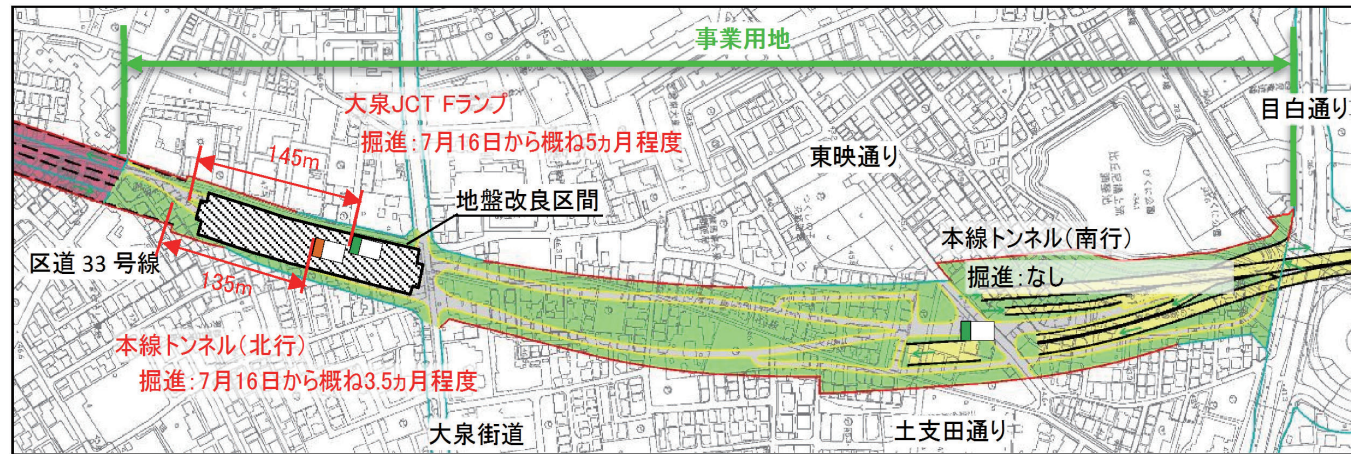 事業用地
目白通り
大泉JCT Fランプ
掘進：7月16日から概ね5ヵ月程度
東映通り
145m
地盤改良区間
本線トンネル（南行）
掘進：なし
区道 33 号線
135m
本線トンネル（北行）
掘進：7月16日から概ね3.5ヵ月程度
大泉街道
土支田通り